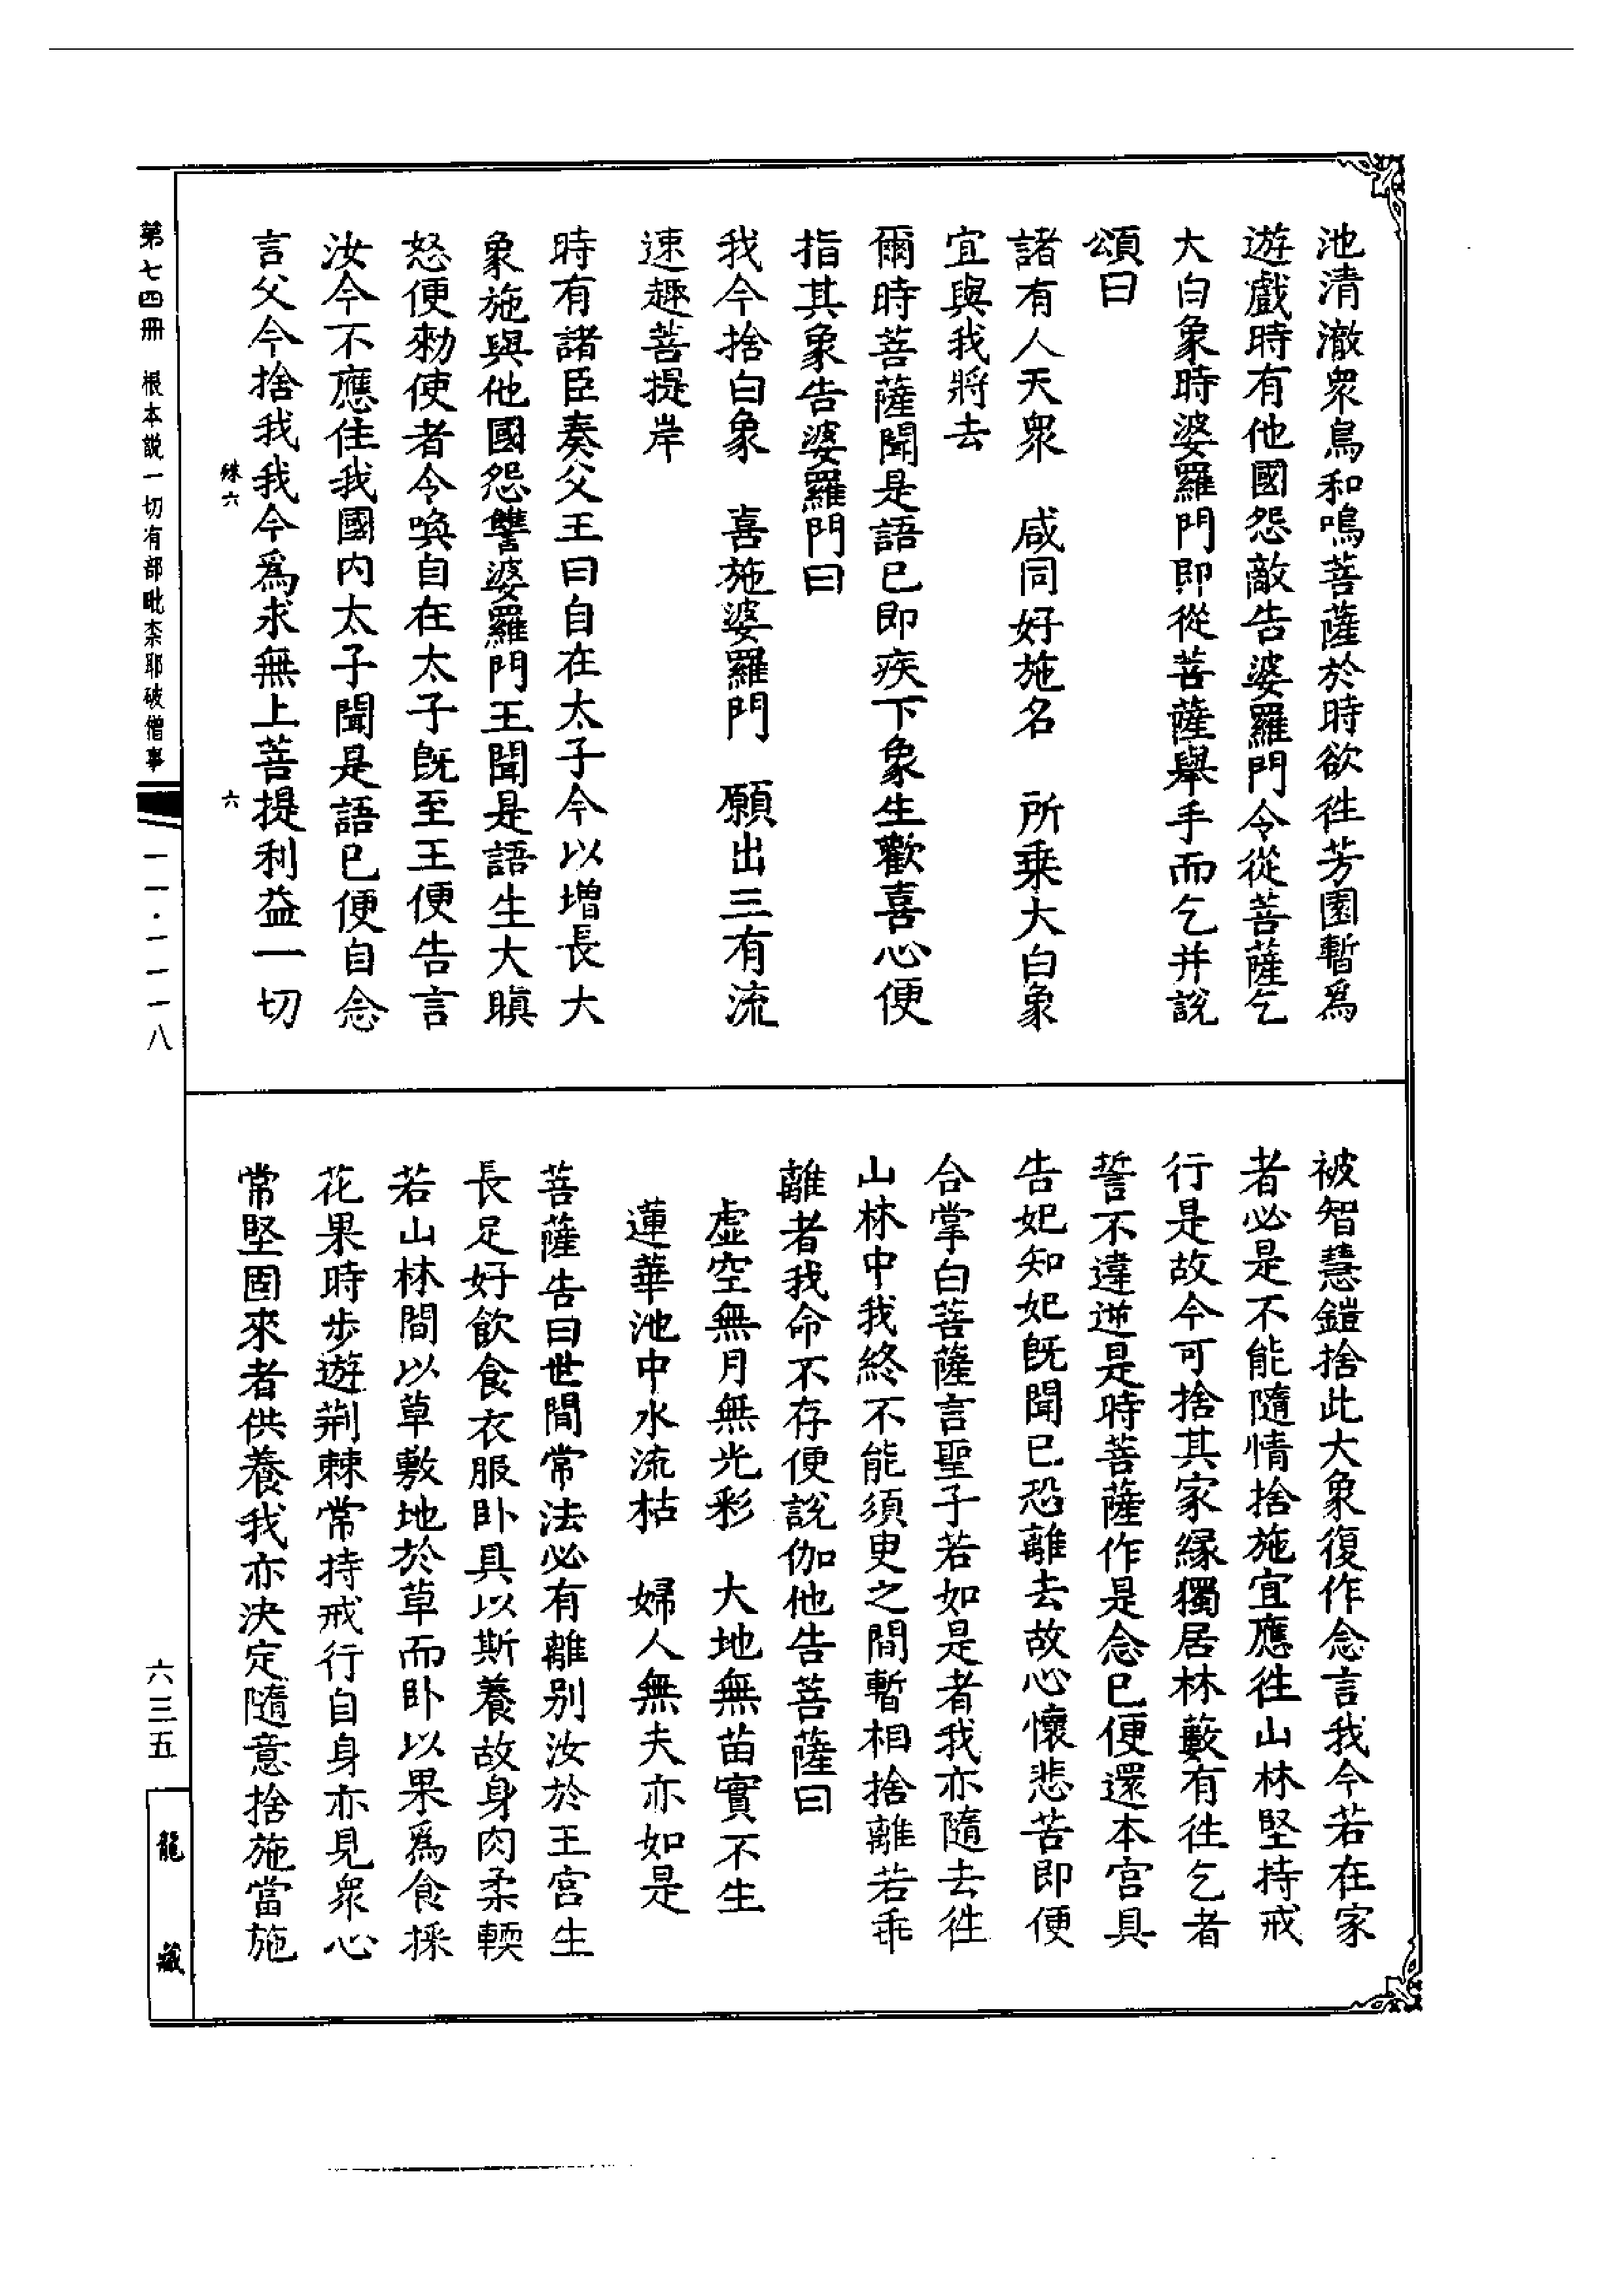 池清澈衆鳥和鳴菩薩於時欲徃芳園暫爲
遊戲時有他國怨敵告婆羅門令從菩薩乞
大白象時婆羅門即從菩薩舉手而乞并說
頌曰
諸有人天衆　咸同好施名　所乗大白象
宜與我將去
爾時菩薩聞是語已即疾下象生歡喜心便
指其象告婆羅門曰
我今捨白象　喜施婆羅門　願出三有流
速趣菩提岸
時有諸臣奏父王曰自在太子今以增長大
象施與他國怨讐婆羅門王聞是語生大瞋
怒便勑使者令喚自在太子旣至王便告言
汝今不應住我國内太子聞是語已便自念
言父今捨我我今爲求無上菩提利益一切
被智慧鎧捨此大象復作念言我今若在家
者必是不能隨情捨施宜應徃山林堅持戒
行是故今可捨其家緣獨居林藪有徃乞者
誓不違逆是時菩薩作是念已便還本宮具
告妃知妃旣聞已恐離去故心懷悲苦即便
合掌白菩薩言聖子若如是者我亦隨去徃
山林中我終不能須臾之間暫相捨離若乖
離者我命不存便說伽他告菩薩曰
虛空無月無光彩　大地無苗實不生
蓮華池中水流枯　婦人無夫亦如是
菩薩告曰世間常法必有離别汝於王宮生
長足好飲食衣服卧具以斯養故身肉柔輭
若山林間以草敷地於草而卧以果爲食採
花果時步遊荆棘常持戒行自身亦見衆心
常堅固來者供養我亦决定隨意捨施當施
第七四冊　根本說一切有部毗柰耶破僧事
一一·一一一八
六三五
龍藏
六